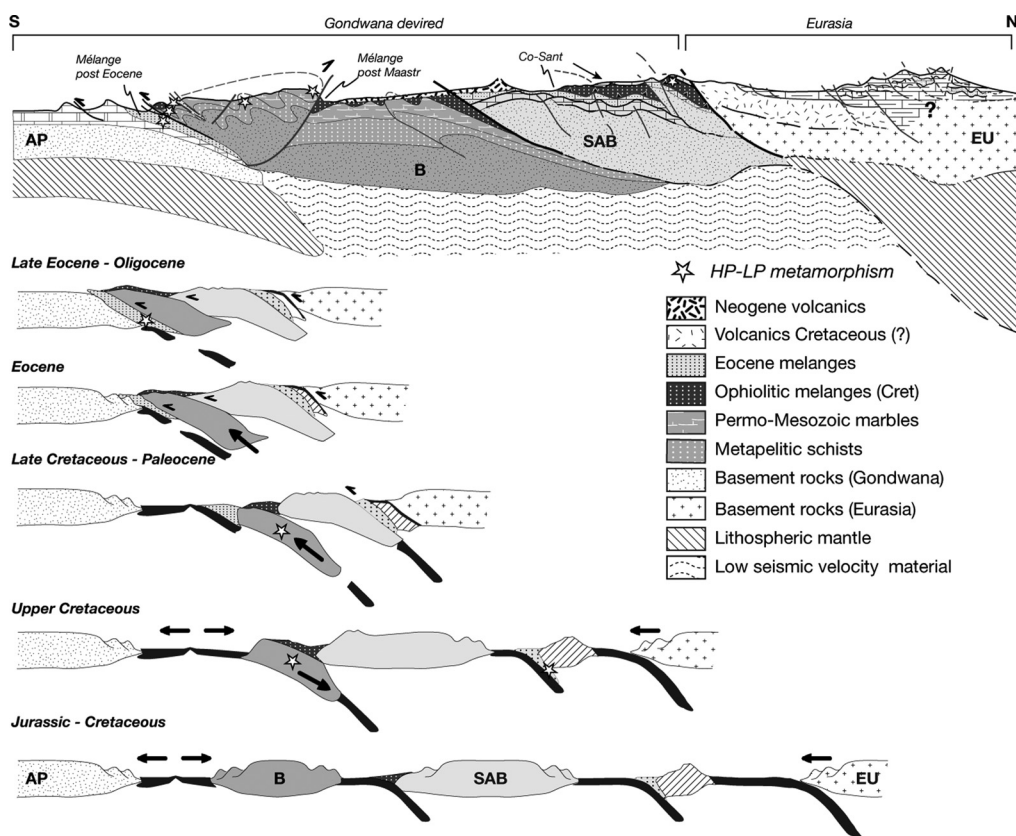 S
Gondwana devired
Eurasia
N
Mélange
post Eocene
Mélange
post Maastr
Co-Sant
?
AP
SAB
EU
B
Late Eocene - Oligocene
HP-LP metamorphism
Neogene volcanics
Volcanics Cretaceous (?)
Eocene melanges
Eocene
Ophiolitic melanges (Cret)
Permo-Mesozoic marbles
Metapelitic schists
Late Cretaceous - Paleocene
Basement rocks (Gondwana)
Basement rocks (Eurasia)
Lithospheric mantle
Low seismic velocity material
Upper Cretaceous
Jurassic - Cretaceous
AP
B
SAB
EU